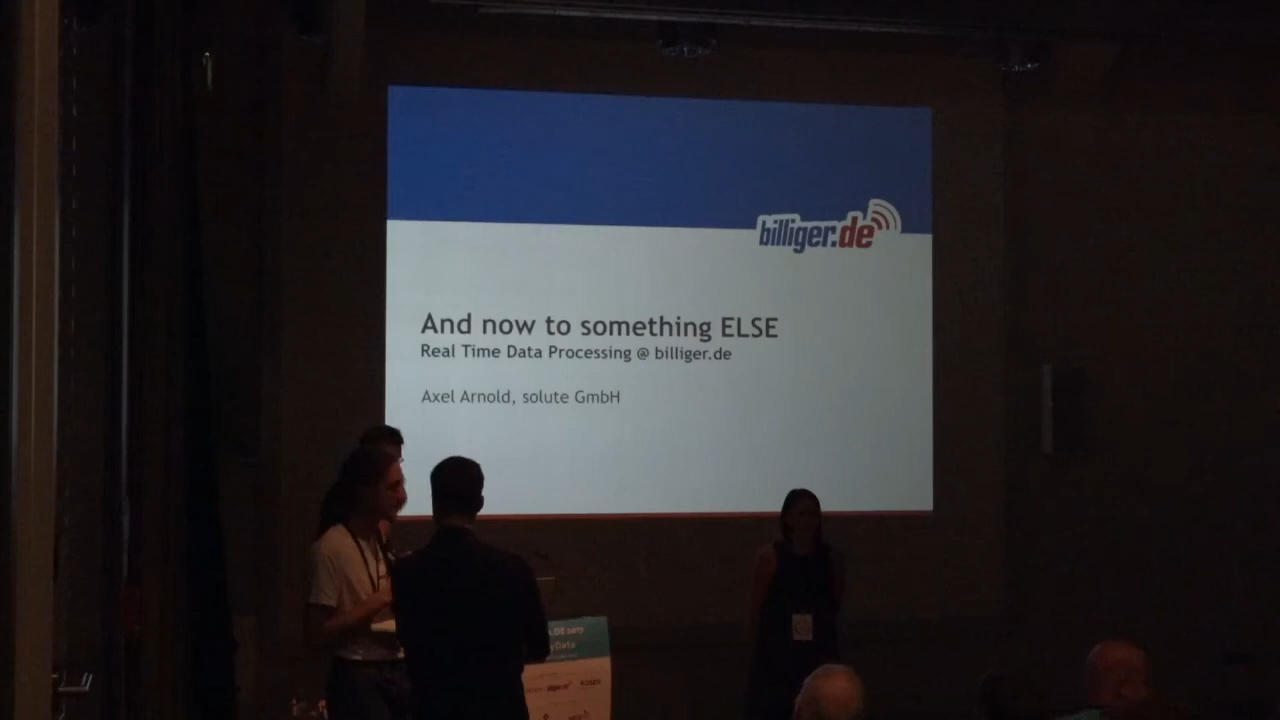 billiger.de
And now to something ELSE
Real Time Data Processing @ billiger.de
Axel Arnold, solute GmbH